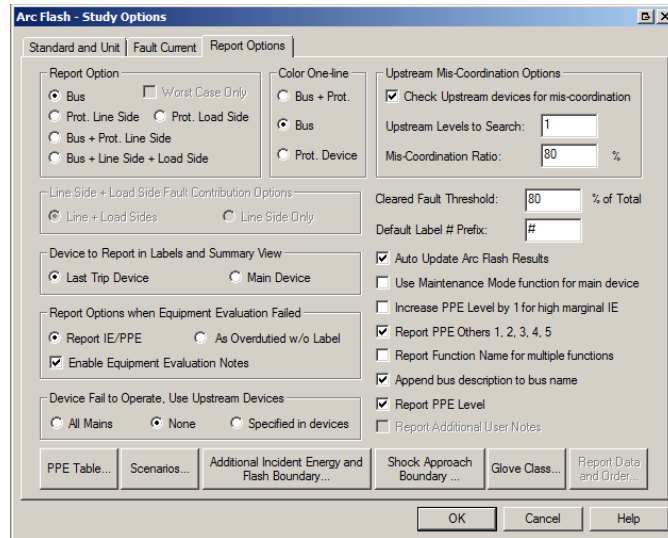 Arc Flash - Study Options
Standard and Unit Fault Current Report Options
Report Option
Bus Worst Case Only
Prot. Line Side Prot. Load Side
Bus + Prot. Line Side
Bus + Line Side + Load Side
Color One-line
Bus + Prot.
Bus
Prot. Device
Upstream Mis-Coordination Options
Check Upstream devices for mis-coordination
Upstream Levels to Search: 1
Mis-Coordination Ratio: 80 %
Line Side + Load Side Fault Contribution Options
Line + Load Sides Line Side Only
Cleared Fault Threshold: 80 % of Total
Default Label # Prefix: #
Device to Report in Labels and Summary View
Last Trip Device Main Device
Report Options when Equipment Evaluation Failed
Report IE/PPE As Overdutied w/o Label
Enable Equipment Evaluation Notes
Device Fail to Operate, Use Upstream Devices
All Mains None Specified in devices
Auto Update Arc Flash Results
Use Maintenance Mode function for main device
Increase PPE Level by 1 for high marginal IE
Report PPE Others 1, 2, 3, 4, 5
Report Function Name for multiple functions
Append bus description to bus name
Report PPE Level
Report Additional User Notes
PPE Table...
Scenarios...
Additional Incident Energy and
Flash Boundary...
Shock Approach
Boundary ...
Glove Class...
Report Data
and Order...
OK Cancel Help